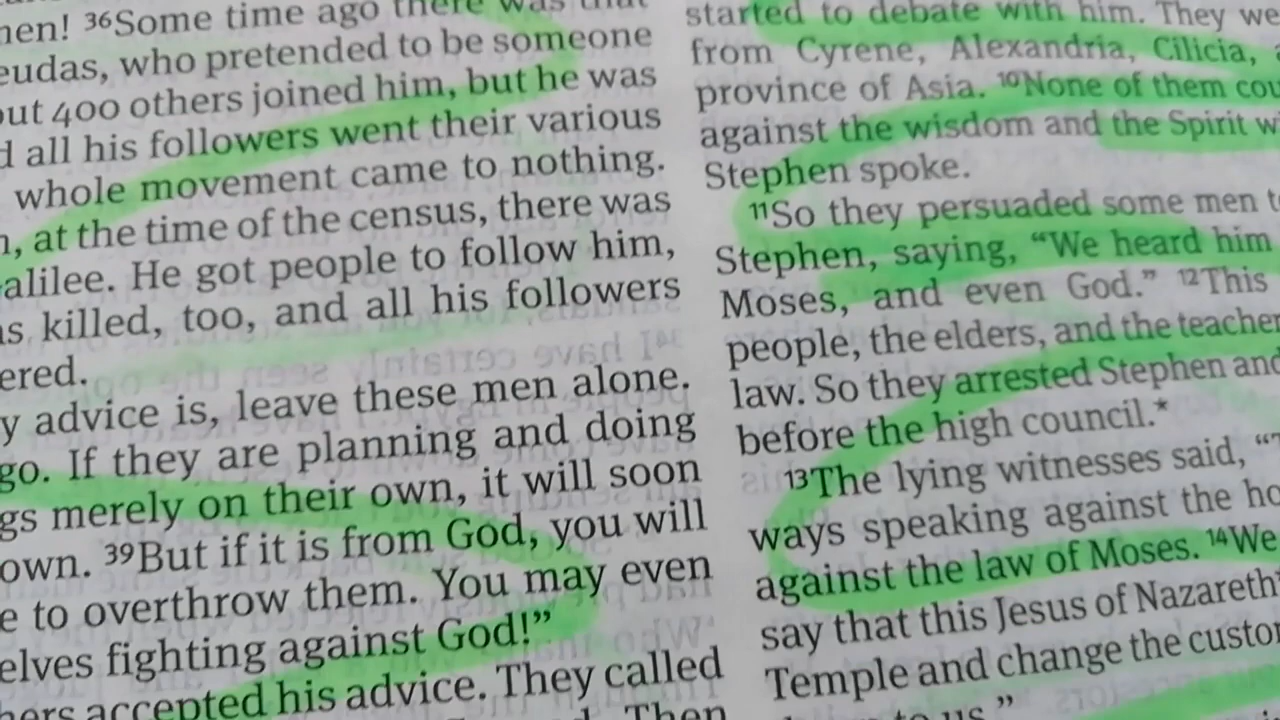 men! ³⁶Some time ago there was that
eudas, who pretended to be someone
out 400 others joined him, but he was
d all his followers went their various
whole movement came to nothing.
n, at the time of the census, there was
alilee. He got people to follow him,
as killed, too, and all his followers
ered.
y advice is, leave these men alone.
go. If they are planning and doing
gs merely on their own, it will soon
own. ³⁹But if it is from God, you will
e to overthrow them. You may even
elves fighting against God!”
hers accepted his advice. They called
Then
started to debate with him. They we
from Cyrene, Alexandria, Cilicia,
province of Asia. ¹⁰None of them cou
against the wisdom and the Spirit w
Stephen spoke.
¹¹So they persuaded some men t
Stephen, saying, “We heard him
Moses, and even God.” ¹²This
people, the elders, and the teacher
law. So they arrested Stephen and
before the high council.*
¹³The lying witnesses said, “
ways speaking against the ho
against the law of Moses. ¹⁴We
say that this Jesus of Nazareth
Temple and change the custom
to us.”